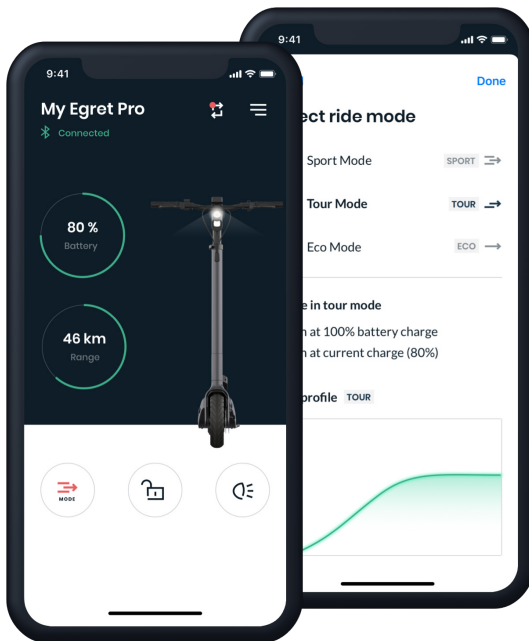 9:41
My Egret Pro
Connected
80 %
Battery
46 km
Range
MODE
9:41
Done
ect ride mode
Sport Mode SPORT
Tour Mode TOUR
Eco Mode ECO
e in tour mode
n at 100% battery charge
n at current charge (80%)
profile TOUR